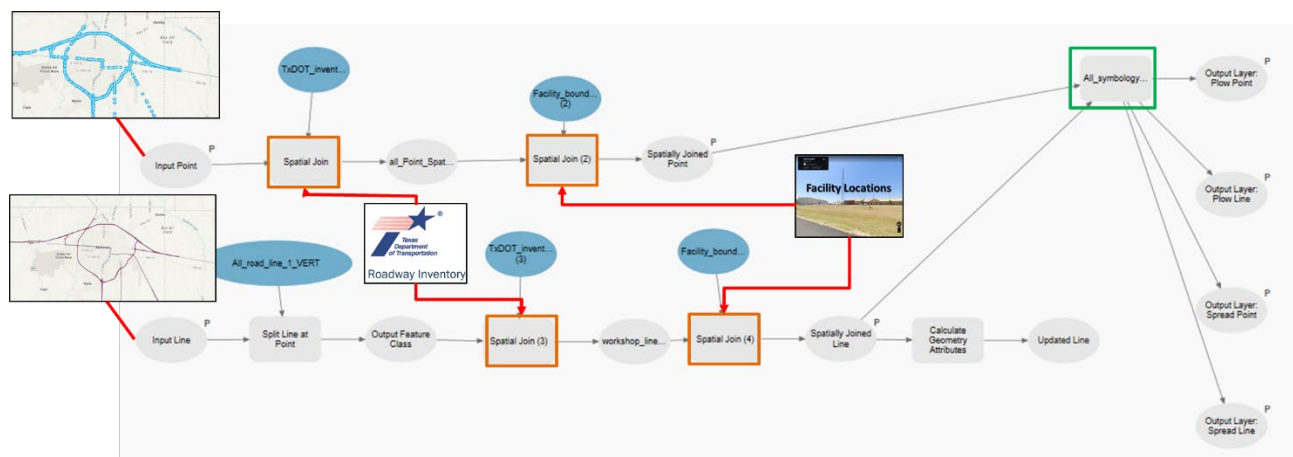 P
TxDOT_invent...
Facility_bound...
(2)
All_symbology...
P
Output Layer:
Plow Point
Input Point
Spatial Join
all_Point_Spat...
Spatial Join (2)
P
Spatially Joined
Point
Facility Locations
P
Output Layer:
Plow Line
®
Texas
Department
of Transportation
Roadway Inventory
TxDOT_invent...
(3)
Facility_bound...
All_road_line_1_VERT
P
Output Layer:
Spread Point
P
Input Line
Split Line at
Point
Output Feature
Class
Spatial Join (3)
workshop_line...
Spatial Join (4)
P
Spatially Joined
Line
Calculate
Geometry
Attributes
Updated Line
P
Output Layer:
Spread Line